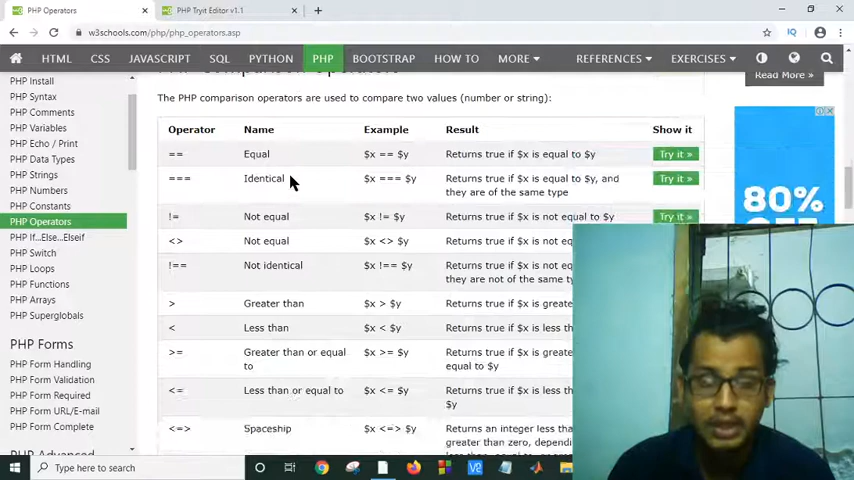 PHP Operators
PHP Tryit Editor v1.1
w3schools.com/php/php_operators.asp
HTML CSS JAVASCRIPT SQL PYTHON PHP BOOTSTRAP HOW TO MORE REFERENCES EXERCISES
PHP Install
PHP Syntax
PHP Comments
PHP Variables
PHP Echo / Print
PHP Data Types
PHP Strings
PHP Numbers
PHP Constants
PHP Operators
PHP If...Else...Elseif
PHP Switch
PHP Loops
PHP Functions
PHP Arrays
PHP Superglobals
PHP Forms
PHP Form Handling
PHP Form Validation
PHP Form Required
PHP Form URL/E-mail
PHP Form Complete
The PHP comparison operators are used to compare two values (number or string):
Operator Name Example Result Show it
== Equal $x == $y Returns true if $x is equal to $y Try it »
=== Identical $x === $y Returns true if $x is equal to $y, and Try it »
they are of the same type
!= Not equal $x != $y Returns true if $x is not equal to $y Try it »
<> Not equal $x <> $y Returns true if $x is not eq
!== Not identical $x !== $y Returns true if $x is not eq
they are not of the same ty
> Greater than $x > $y Returns true if $x is greate
< Less than $x < $y Returns true if $x is less th
>= Greater than or equal $x >= $y Returns true if $x is greate
to equal to $y
<= Less than or equal to $x <= $y Returns true if $x is less th
$y
<=> Spaceship $x <=> $y Returns an integer less than
greater than zero, depending
Read More »
80%
Type here to search